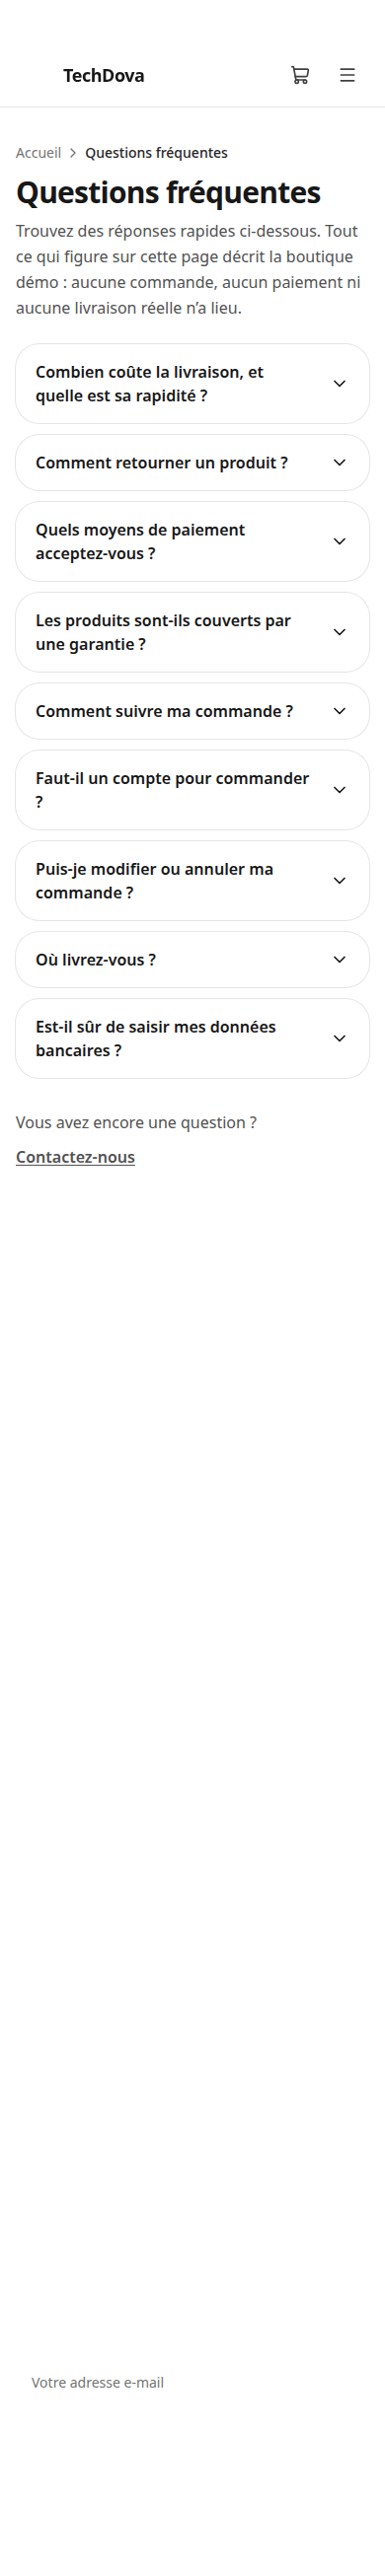 TechDova
Accueil > Questions fréquentes
Questions fréquentes
Trouvez des réponses rapides ci-dessous. Tout
ce qui figure sur cette page décrit la boutique
démo : aucune commande, aucun paiement ni
aucune livraison réelle n’a lieu.
Combien coûte la livraison, et
quelle est sa rapidité ?
Comment retourner un produit ?
Quels moyens de paiement
acceptez-vous ?
Les produits sont-ils couverts par
une garantie ?
Comment suivre ma commande ?
Faut-il un compte pour commander
?
Puis-je modifier ou annuler ma
commande ?
Où livrez-vous ?
Est-il sûr de saisir mes données
bancaires ?
Vous avez encore une question ?
Contactez-nous
Votre adresse e-mail